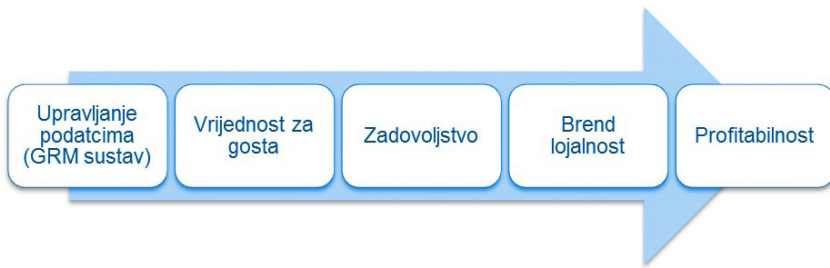 Upravljanje
podatcima
(GRM sustav)
Vrijednost za
gosta
Zadovoljstvo
Brend
lojalnost
Profitabilnost